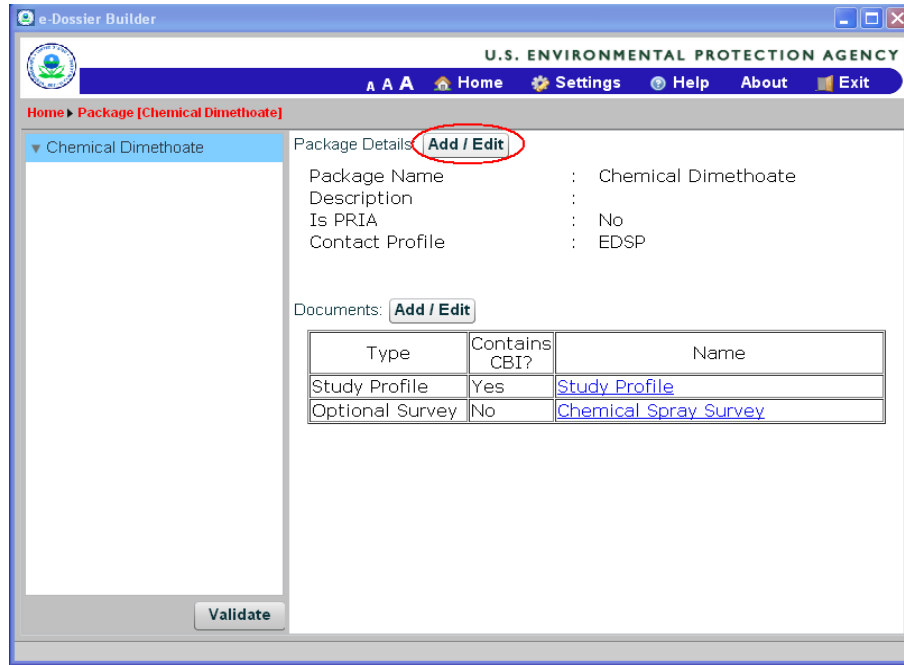 e-Dossier Builder
U.S. ENVIRONMENTAL PROTECTION AGENCY
A A A Home Settings Help About Exit
Home Package [Chemical Dimethoate]
Chemical Dimethoate
Package Details: Add / Edit
Package Name : Chemical Dimethoate
Description :
Is PRIA : No
Contact Profile : EDSP
Documents: Add / Edit
Type Contains CBI? Name
Study Profile Yes Study Profile
Optional Survey No Chemical Spray Survey
Validate